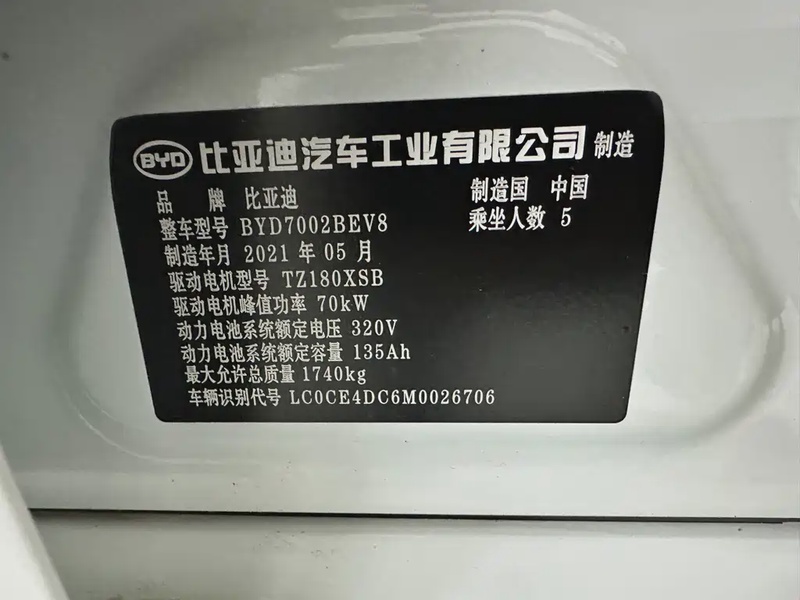 BYD 比亚迪汽车工业有限公司 制造
品 牌 比亚迪 制造国 中国
整车型号 BYD7002BEV8 乘坐人数 5
制造年月 2021 年 05 月
驱动电机型号 TZ180XSB
驱动电机峰值功率 70kW
动力电池系统额定电压 320V
动力电池系统额定容量 135Ah
最大允许总质量 1740kg
车辆识别代号 LC0CE4DC6M0026706